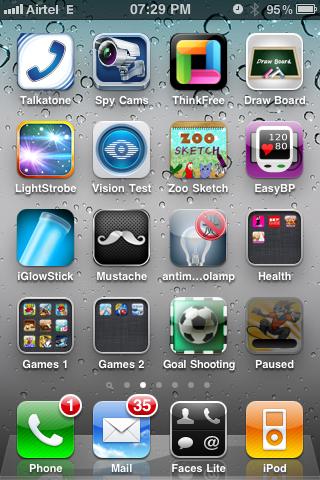 Airtel E 07:29 PM 95%
Talkatone Spy Cams ThinkFree Draw Board
Draw Board
LightStrobe Vision Test Zoo Sketch EasyBP
ZOO
SKETCH
120
80
iGlowStick Mustache antim...olamp Health
Games 1 Games 2 Goal Shooting Paused
1
35
Phone Mail Faces Lite iPod